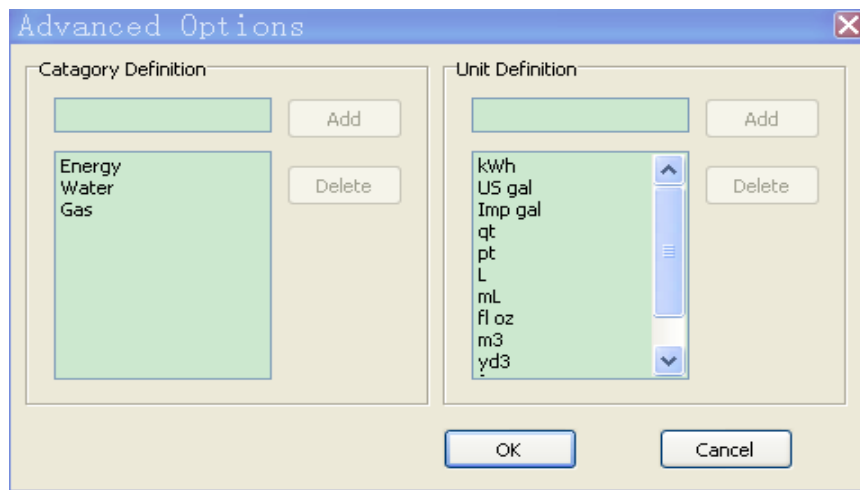 Advanced Options
Catagory Definition
Add
Energy
Water
Gas
Delete
Unit Definition
Add
kWh
US gal
Imp gal
qt
pt
L
mL
fl oz
m3
yd3
Delete
OK
Cancel